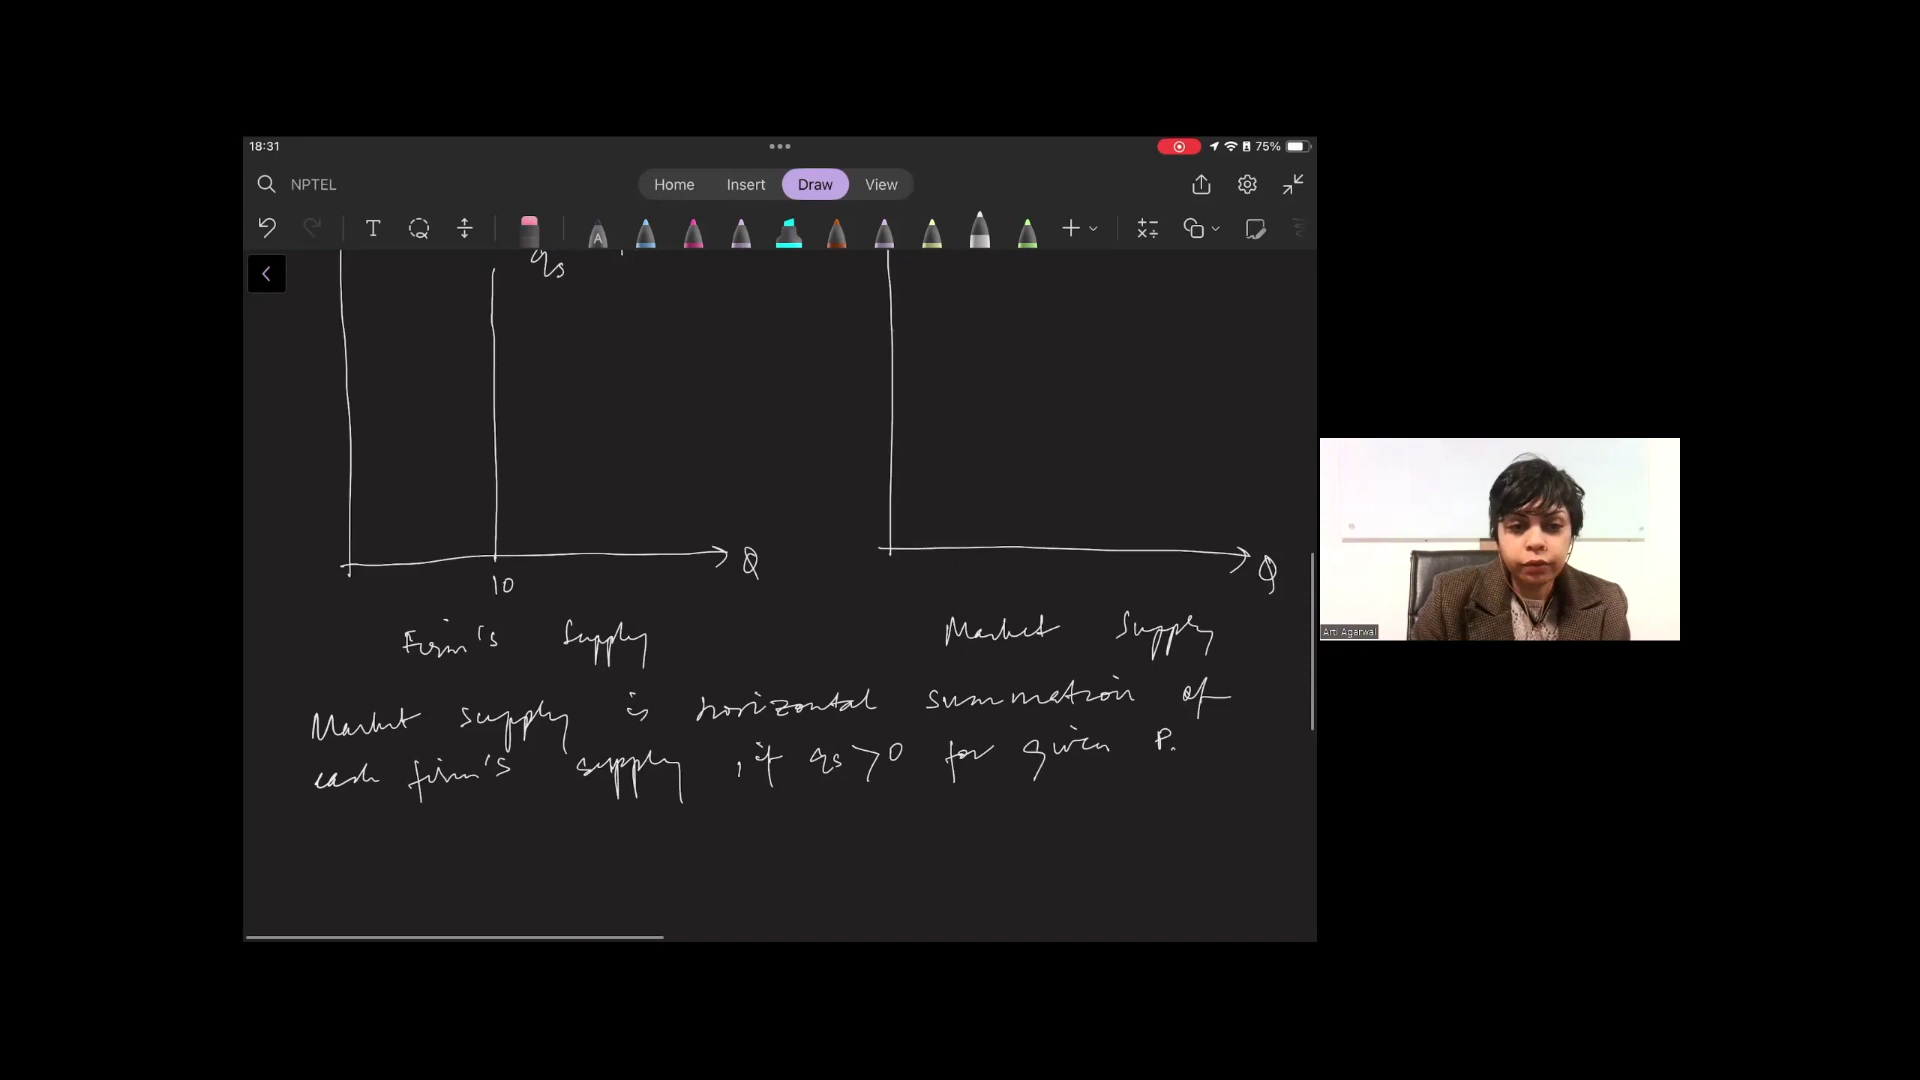 18:31
75%
NPTEL
Home Insert Draw View
T
A
qs
Q
Q
10
Firm's supply
Market supply
Market supply is horizontal summation of
each firm's supply, if qs > 0 for given P.
Arti Agarwal